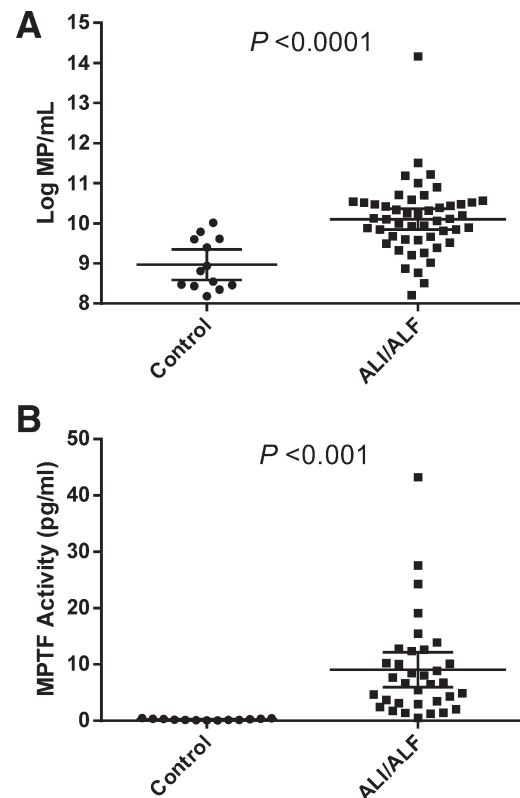 A
15
P <0.0001
14
13
12
11
10
9
8
Log MP/mL
Control
ALI/ALF
B
50
P <0.001
40
30
20
10
0
MPTF Activity (pg/ml)
Control
ALI/ALF